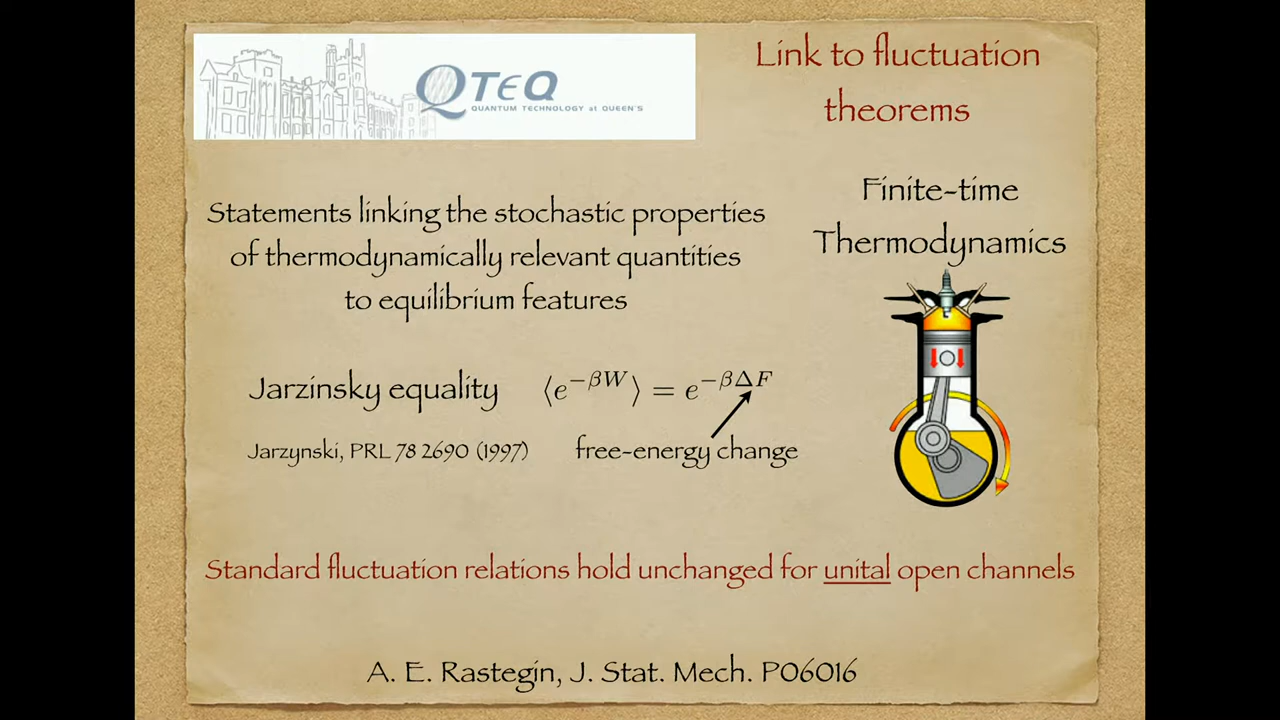 QTEQ
QUANTUM TECHNOLOGY at QUEEN'S
Link to fluctuation
theorems
Statements linking the stochastic properties
of thermodynamically relevant quantities
to equilibrium features
Finite-time
Thermodynamics
Jarzinsky equality ⟨e^{-βW}⟩ = e^{-βΔF}
Jarzynski, PRL 78 2690 (1997)
free-energy change
Standard fluctuation relations hold unchanged for unital open channels
A. E. Rastegin, J. Stat. Mech. P06016